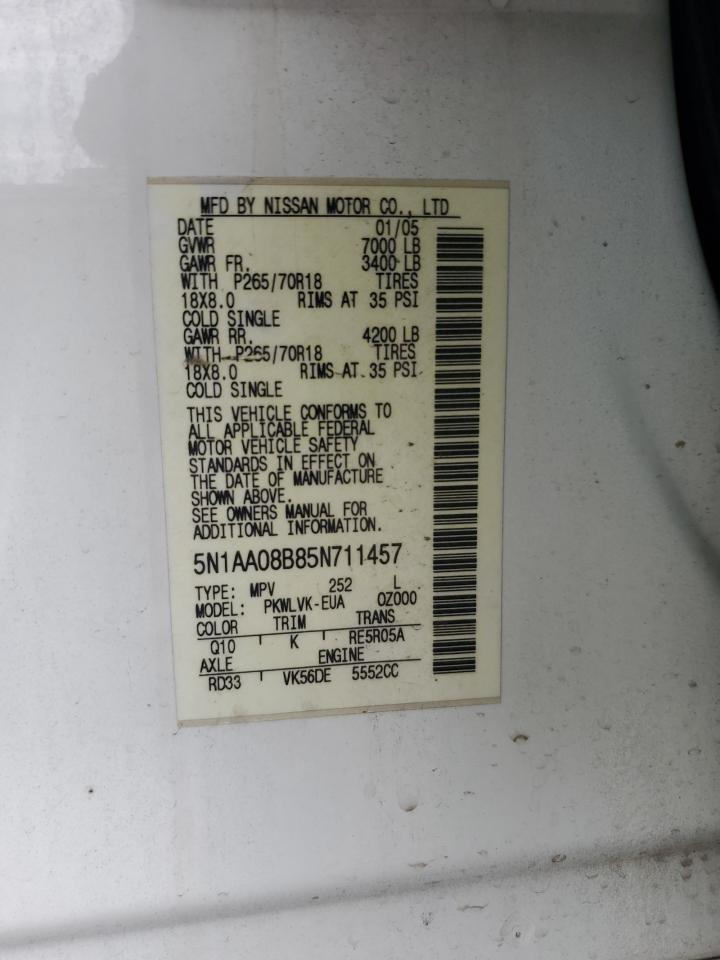 MFD BY NISSAN MOTOR CO., LTD
DATE 01/05
GVWR 7000 LB
GAWR FR. 3400 LB
WITH P265/70R18 TIRES
18X8.0 RIMS AT 35 PSI
COLD SINGLE
GAWR RR. 4200 LB
WITH P265/70R18 TIRES
18X8.0 RIMS AT 35 PSI
COLD SINGLE
THIS VEHICLE CONFORMS TO
ALL APPLICABLE FEDERAL
MOTOR VEHICLE SAFETY
STANDARDS IN EFFECT ON
THE DATE OF MANUFACTURE
SHOWN ABOVE.
SEE OWNERS MANUAL FOR
ADDITIONAL INFORMATION.
5N1AA08B85N711457
TYPE: MPV 252 L
MODEL: PKWLVK-EUA 0Z000
COLOR TRIM TRANS
Q10 K RE5R05A
AXLE ENGINE
RD33 VK56DE 5552CC